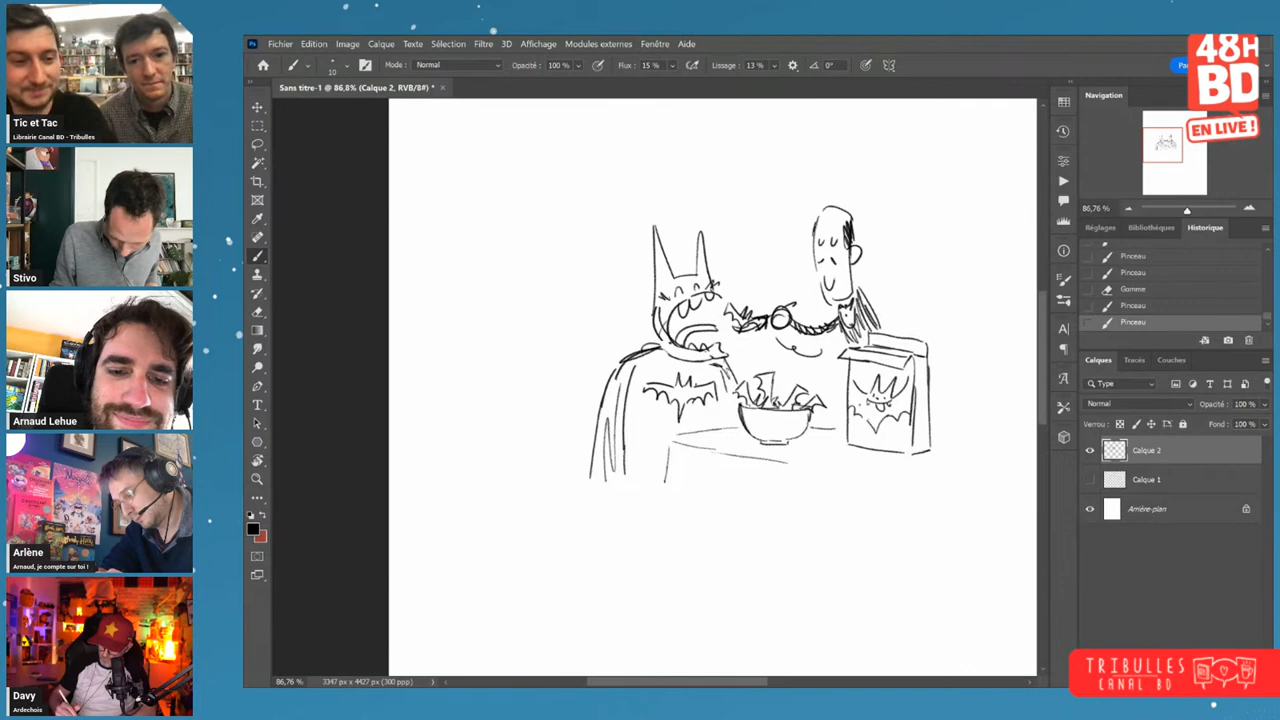 Tic et Tac
Librairie Canal BD - Tribulles
Stivo
Arnaud Lehue
Arlène
Arnaud, je compte sur toi !
Davy
Ardechois
Ps
Fichier Edition Image Calque Texte Sélection Filtre 3D Affichage Modules externes Fenêtre Aide
10
Mode : Normal Opacité : 100 % Flux : 15 % Lissage : 13 % 0°
Sans titre-1 @ 86,8% (Calque 2, RVB/8#) *
86,76 % 3347 px x 4427 px (300 ppp)
48H
BD
EN LIVE !
Navigation
86,76 %
Réglages Bibliothèques Historique
Pinceau
Pinceau
Gomme
Pinceau
Pinceau
Calques Tracés Couches
Type
Normal Opacité : 100 %
Verrou : Fond : 100 %
Calque 2
Calque 1
Arrière-plan
TRIBULLES
CANAL BD